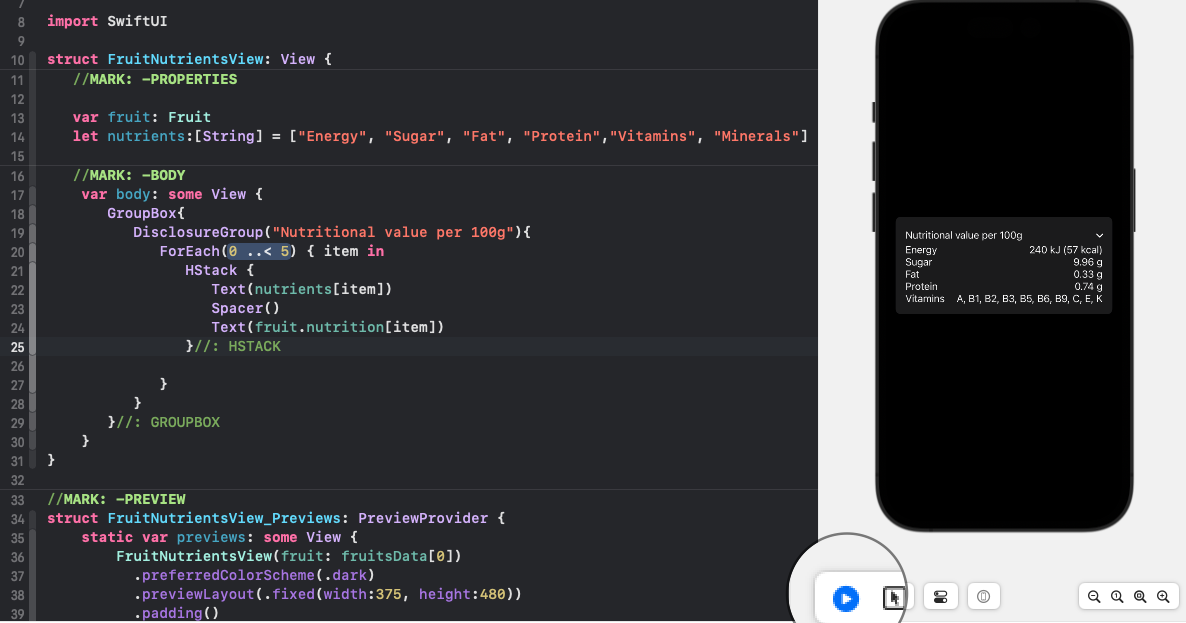 7
8 import SwiftUI
9
10 struct FruitNutrientsView: View {
11 //MARK: -PROPERTIES
12
13 var fruit: Fruit
14 let nutrients:[String] = ["Energy", "Sugar", "Fat", "Protein","Vitamins", "Minerals"]
15
16 //MARK: -BODY
17 var body: some View {
18 GroupBox{
19 DisclosureGroup("Nutritional value per 100g"){
20 ForEach(0 ..< 5) { item in
21 HStack {
22 Text(nutrients[item])
23 Spacer()
24 Text(fruit.nutrition[item])
25 }//: HSTACK
26
27 }
28 }
29 }//: GROUPBOX
30 }
31 }
32
33 //MARK: -PREVIEW
34 struct FruitNutrientsView_Previews: PreviewProvider {
35 static var previews: some View {
36 FruitNutrientsView(fruit: fruitsData[0])
37 .preferredColorScheme(.dark)
38 .previewLayout(.fixed(width:375, height:480))
39 .padding()
Nutritional value per 100g
Energy 240 kJ (57 kcal)
Sugar 9.96 g
Fat 0.33 g
Protein 0.74 g
Vitamins A, B1, B2, B3, B5, B6, B9, C, E, K